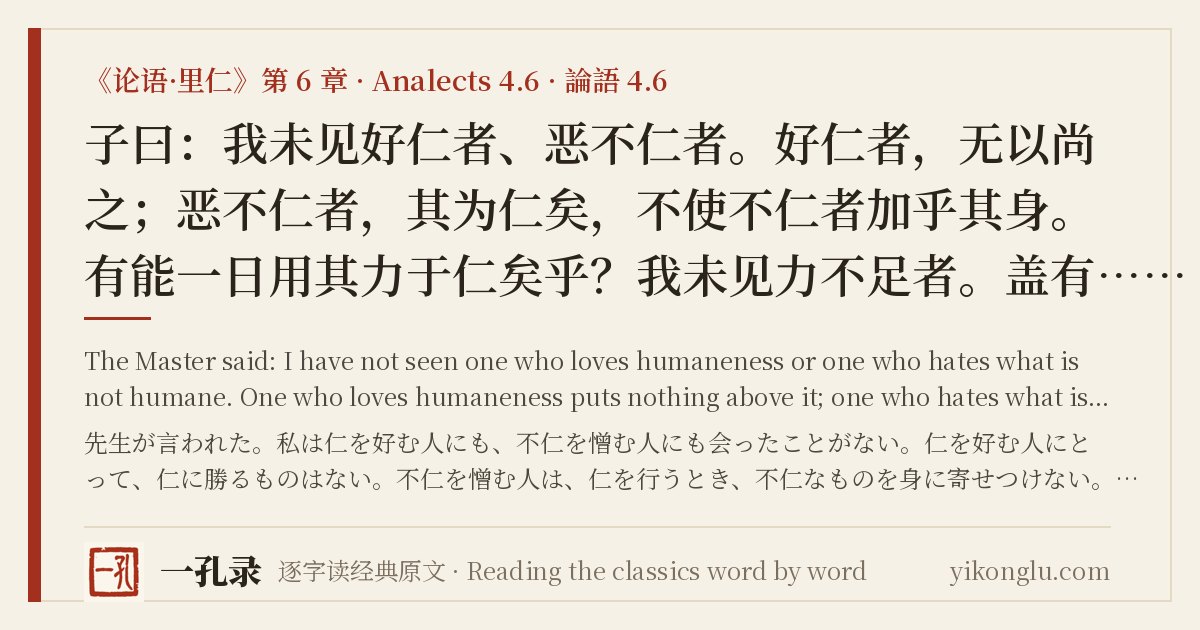 《论语·里仁》第 6 章 · Analects 4.6 · 論語 4.6
子曰：我未见好仁者、恶不仁者。好仁者，无以尚
之；恶不仁者，其为仁矣，不使不仁者加乎其身。
有能一日用其力于仁矣乎？我未见力不足者。盖有……
The Master said: I have not seen one who loves humaneness or one who hates what is
not humane. One who loves humaneness puts nothing above it; one who hates what is...
先生が言われた。私は仁を好む人にも、不仁を憎む人にも会ったことがない。仁を好む人にと
って、仁に勝るものはない。不仁を憎む人は、仁を行うとき、不仁なものを身に寄せつけない。…
一孔
一孔录 逐字读经典原文 · Reading the classics word by word yikonglu.com